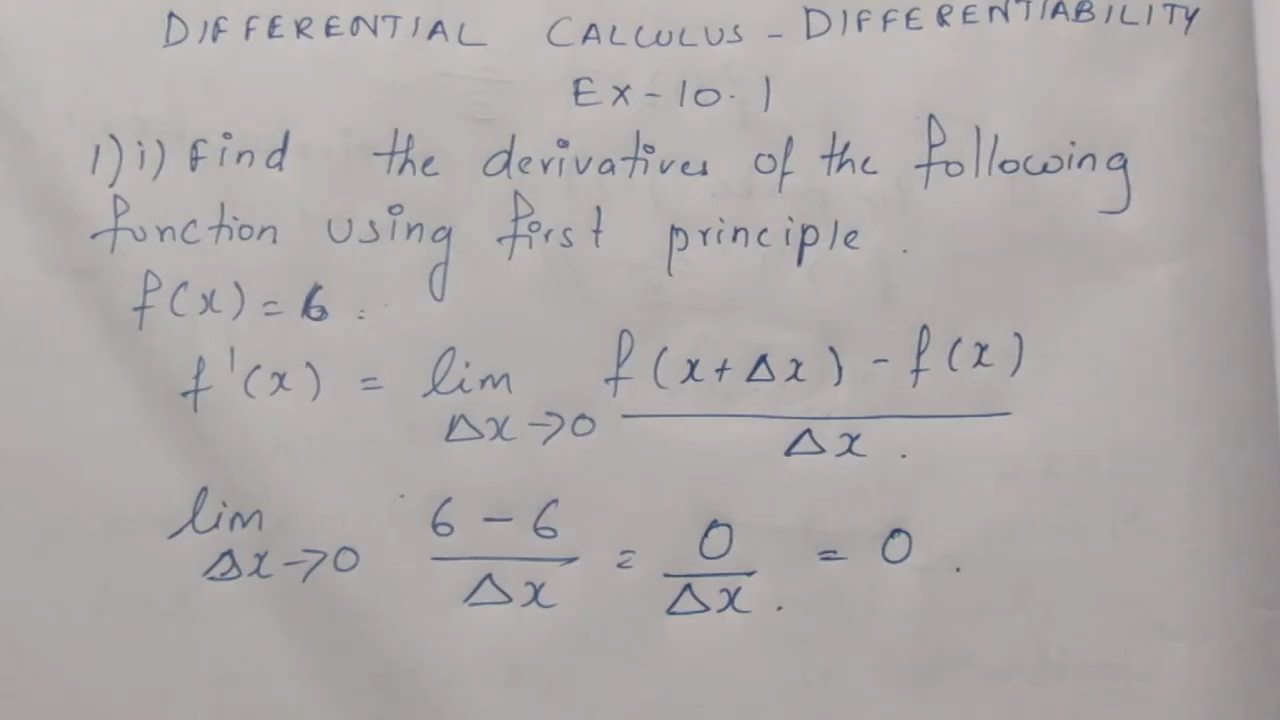 DIFFERENTIAL CALCULUS - DIFFERENTIABILITY
Ex-10.1
1) i) Find the derivatives of the following
function using first principle.
f(x) = 6.
f'(x) = lim Δx→0 f(x+Δx) - f(x) / Δx.
lim Δx→0 6 - 6 / Δx = 0 / Δx. = 0.